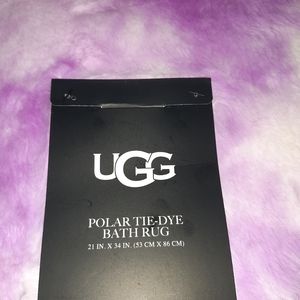 UGG
POLAR TIE-DYE
BATH RUG
21 IN. X 34 IN. (53 CM X 86 CM)